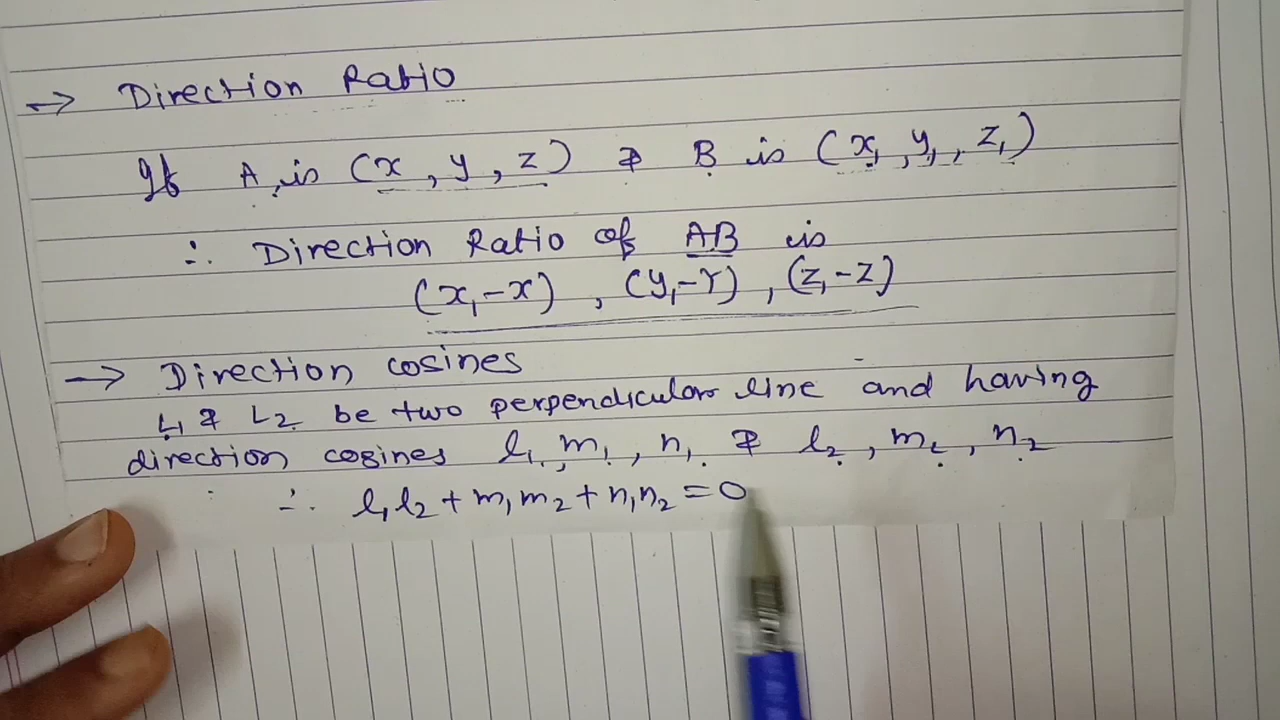 → Direction Ratio
If A is (x, y, z) & B is (x₁, y₁, z₁)
∴ Direction Ratio of AB is
(x₁-x), (y₁-Y), (z₁-z)
→ Direction cosines
L₁ & L₂ be two perpendicular line and having
direction cosines l₁, m₁, n₁ & l₂, m₂, n₂
∴ l₁l₂ + m₁m₂ + n₁n₂ = 0